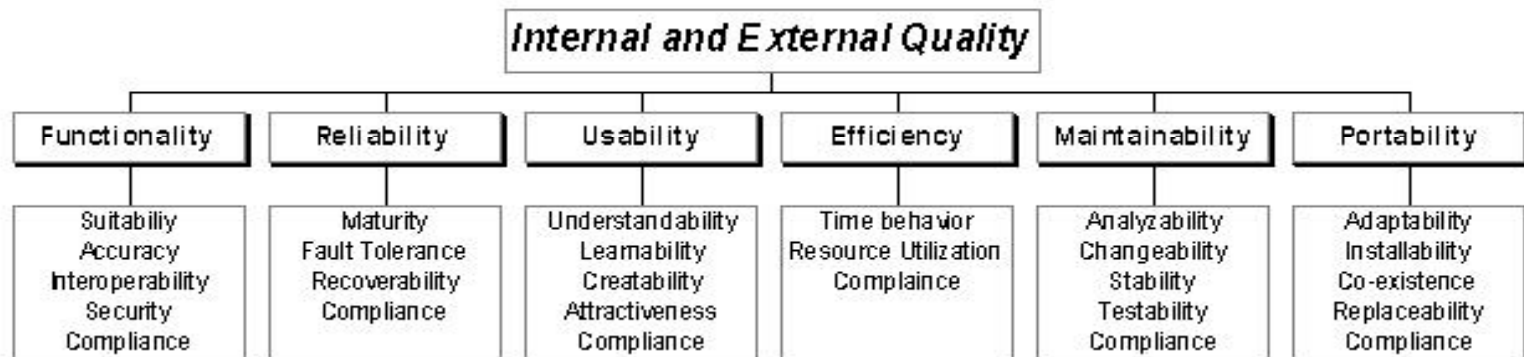 Internal and External Quality
Functionality
Reliability
Usability
Efficiency
Maintainability
Portability
Suitabiliy
Accuracy
Interoperability
Security
Compliance
Maturity
Fault Tolerance
Recoverability
Compliance
Understandability
Learnability
Creatability
Attractiveness
Compliance
Time behavior
Resource Utilization
Complaince
Analyzability
Changeability
Stability
Testability
Compliance
Adaptability
Installability
Co-existence
Replaceability
Compliance